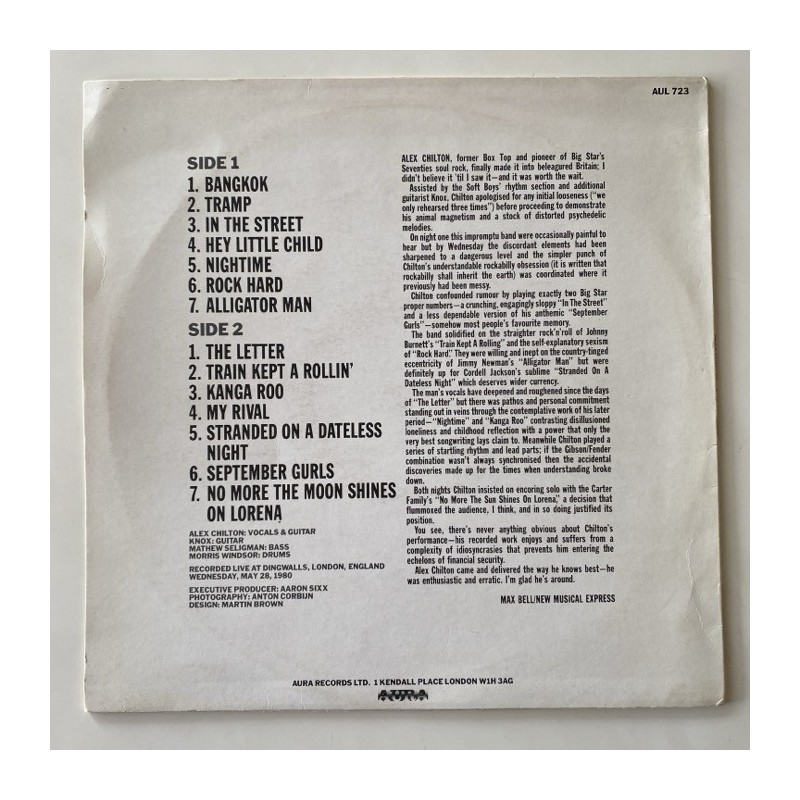 AUL 723
SIDE 1
1. BANGKOK
2. TRAMP
3. IN THE STREET
4. HEY LITTLE CHILD
5. NIGHTIME
6. ROCK HARD
7. ALLIGATOR MAN
SIDE 2
1. THE LETTER
2. TRAIN KEPT A ROLLIN'
3. KANGA ROO
4. MY RIVAL
5. STRANDED ON A DATELESS
NIGHT
6. SEPTEMBER GURLS
7. NO MORE THE MOON SHINES
ON LORENA
ALEX CHILTON: VOCALS & GUITAR
KNOX: GUITAR
MATHEW SELIGMAN: BASS
MORRIS WINDSOR: DRUMS
RECORDED LIVE AT DINGWALLS, LONDON, ENGLAND
WEDNESDAY, MAY 28, 1980
EXECUTIVE PRODUCER: AARON SIXX
PHOTOGRAPHY: ANTON CORBIJN
DESIGN: MARTIN BROWN
ALEX CHILTON, former Box Top and pioneer of Big Star's
Seventies soul rock, finally made it into beleagured Britain; I
didn't believe it 'til I saw it—and it was worth the wait.
Assisted by the Soft Boys' rhythm section and additional
guitarist Knox, Chilton apologised for any initial looseness ("we
only rehearsed three times") before proceeding to demonstrate
his animal magnetism and a stock of distorted psychedelic
melodies.
On night one this impromptu band were occasionally painful to
hear but by Wednesday the discordant elements had been
sharpened to a dangerous level and the simpler punch of
Chilton's understandable rockabilly obsession (it is written that
rockabilly shall inherit the earth) was coordinated where it
previously had been messy.
Chilton confounded rumour by playing exactly two Big Star
proper numbers—a crunching, engagingly sloppy "In The Street"
and a less dependable version of his anthemic "September
Gurls"—somehow most people's favourite memory.
The band solidified on the straighter rock'n'roll of Johnny
Burnett's "Train Kept A Rolling" and the self-explanatory sexism
of "Rock Hard." They were willing and inept on the country-tinged
eccentricity of Jimmy Newman's "Alligator Man" but were
definitely up for Cordell Jackson's sublime "Stranded On A
Dateless Night" which deserves wider currency.
The man's vocals have deepened and roughened since the days
of "The Letter" but there was pathos and personal commitment
standing out in veins through the contemplative work of his later
period—"Nightime" and "Kanga Roo" contrasting disillusioned
loneliness and childhood reflection with a power that only the
very best songwriting lays claim to. Meanwhile Chilton played a
series of startling rhythm and lead parts; if the Gibson/Fender
combination wasn't always synchronised then the accidental
discoveries made up for the times when understanding broke
down.
Both nights Chilton insisted on encoring solo with the Carter
Family's "No More The Sun Shines On Lorena," a decision that
flummoxed the audience, I think, and in so doing justified its
position.
You see, there's never anything obvious about Chilton's
performance—his recorded work enjoys and suffers from a
complexity of idiosyncrasies that prevents him entering the
echelons of financial security.
Alex Chilton came and delivered the way he knows best—he
was enthusiastic and erratic. I'm glad he's around.
MAX BELL/NEW MUSICAL EXPRESS
AURA RECORDS LTD. 1 KENDALL PLACE LONDON W1H 3AG
AURA